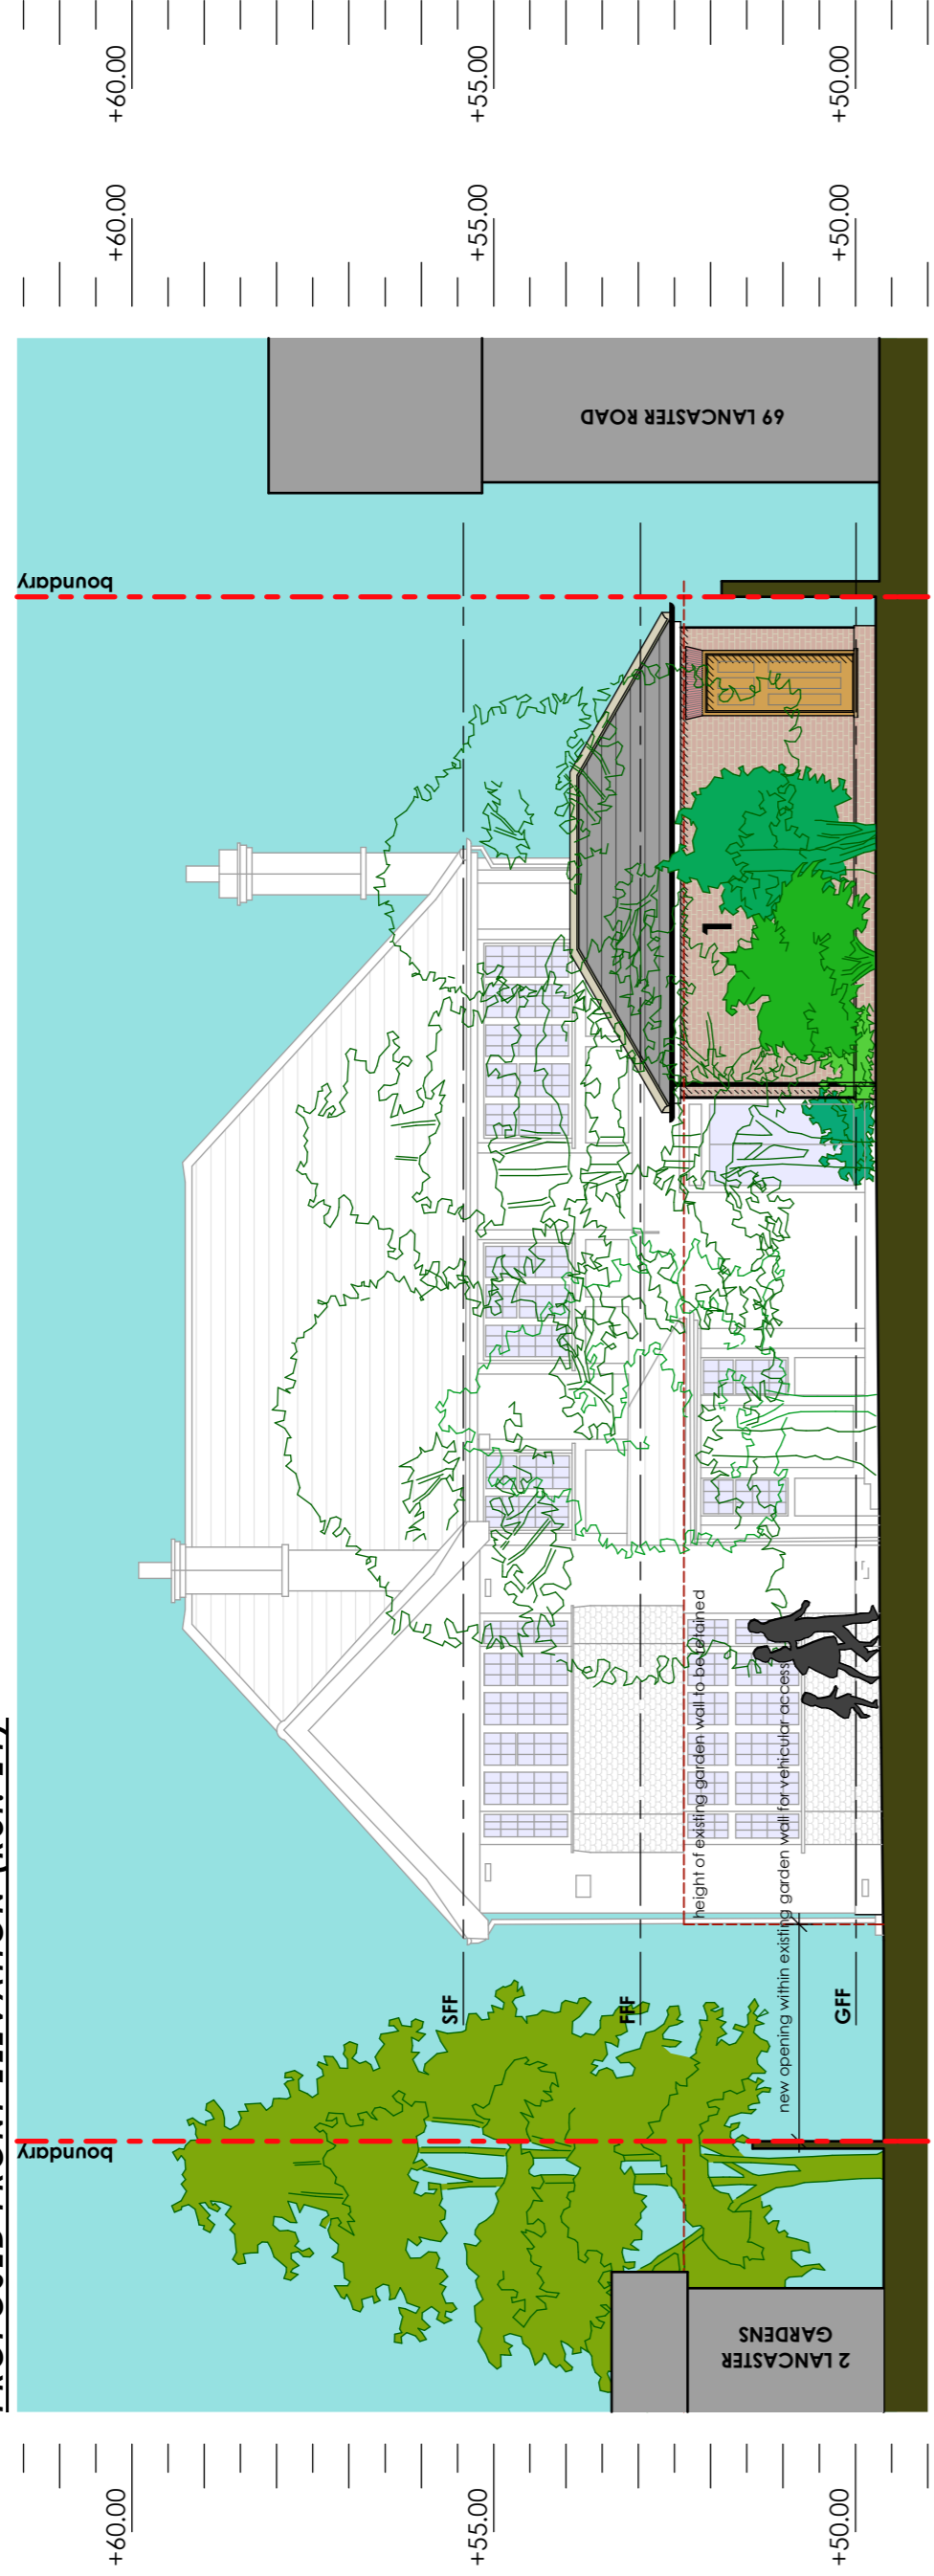 boundary
boundary
+60.00
+55.00
+50.00
+60.00
+55.00
+50.00
+60.00
+55.00
+50.00
SFF
FFF
GFF
2 LANCASTER
GARDENS
69 LANCASTER ROAD
height of existing garden wall to be retained
new opening within existing garden wall for vehicular access
1